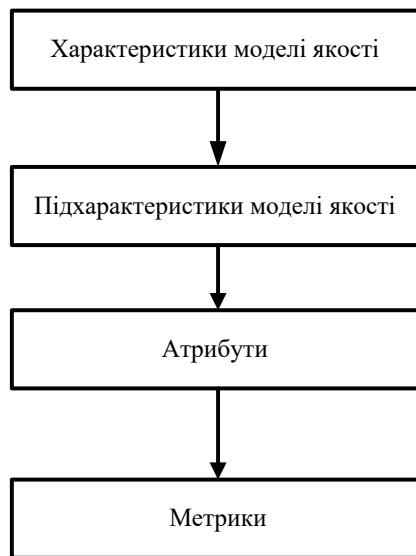 Характеристики моделі якості
Підхарактеристики моделі якості
Атрибути
Метрики